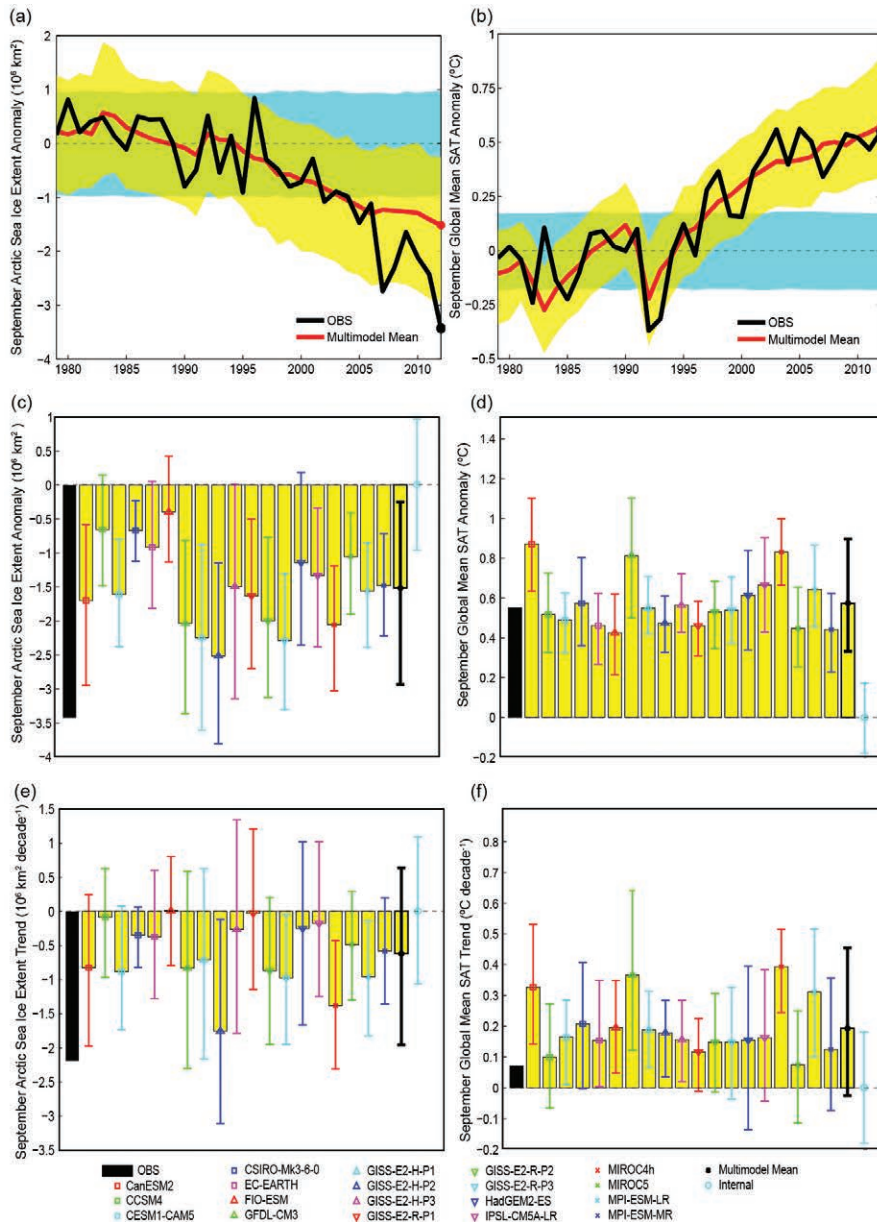 (a)
September Arctic Sea Ice Extent Anomaly (10⁶ km²)
2
1
0
−1
−2
−3
−4
OBS
Multimodel Mean
1980 1985 1990 1995 2000 2005 2010
(b)
September Global Mean SAT Anomaly (ºC)
1
0.75
0.5
0.25
0
−0.25
−0.5
OBS
Multimodel Mean
1980 1985 1990 1995 2000 2005 2010
(c)
September Arctic Sea Ice Extent Anomaly (10⁶ km²)
1
0.5
0
−0.5
−1
−1.5
−2
−2.5
−3
−3.5
−4
(d)
September Global Mean SAT Anomaly (ºC)
1.4
1.2
1
0.8
0.6
0.4
0.2
0
−0.2
(e)
September Arctic Sea Ice Extent Trend (10⁶ km² decade⁻¹)
1.5
1
0.5
0
−0.5
−1
−1.5
−2
−2.5
−3
−3.5
(f)
September Global Mean SAT Trend (ºC decade⁻¹)
0.8
0.7
0.6
0.5
0.4
0.3
0.2
0.1
0
−0.1
−0.2
OBS
CanESM2
CCSM4
CESM1-CAM5
CSIRO-Mk3-6-0
EC-EARTH
FIO-ESM
GFDL-CM3
GISS-E2-H-P1
GISS-E2-H-P2
GISS-E2-H-P3
GISS-E2-R-P1
GISS-E2-R-P2
GISS-E2-R-P3
HadGEM2-ES
IPSL-CM5A-LR
MIROC4h
MIROC5
MPI-ESM-LR
MPI-ESM-MR
Multimodel Mean
Internal